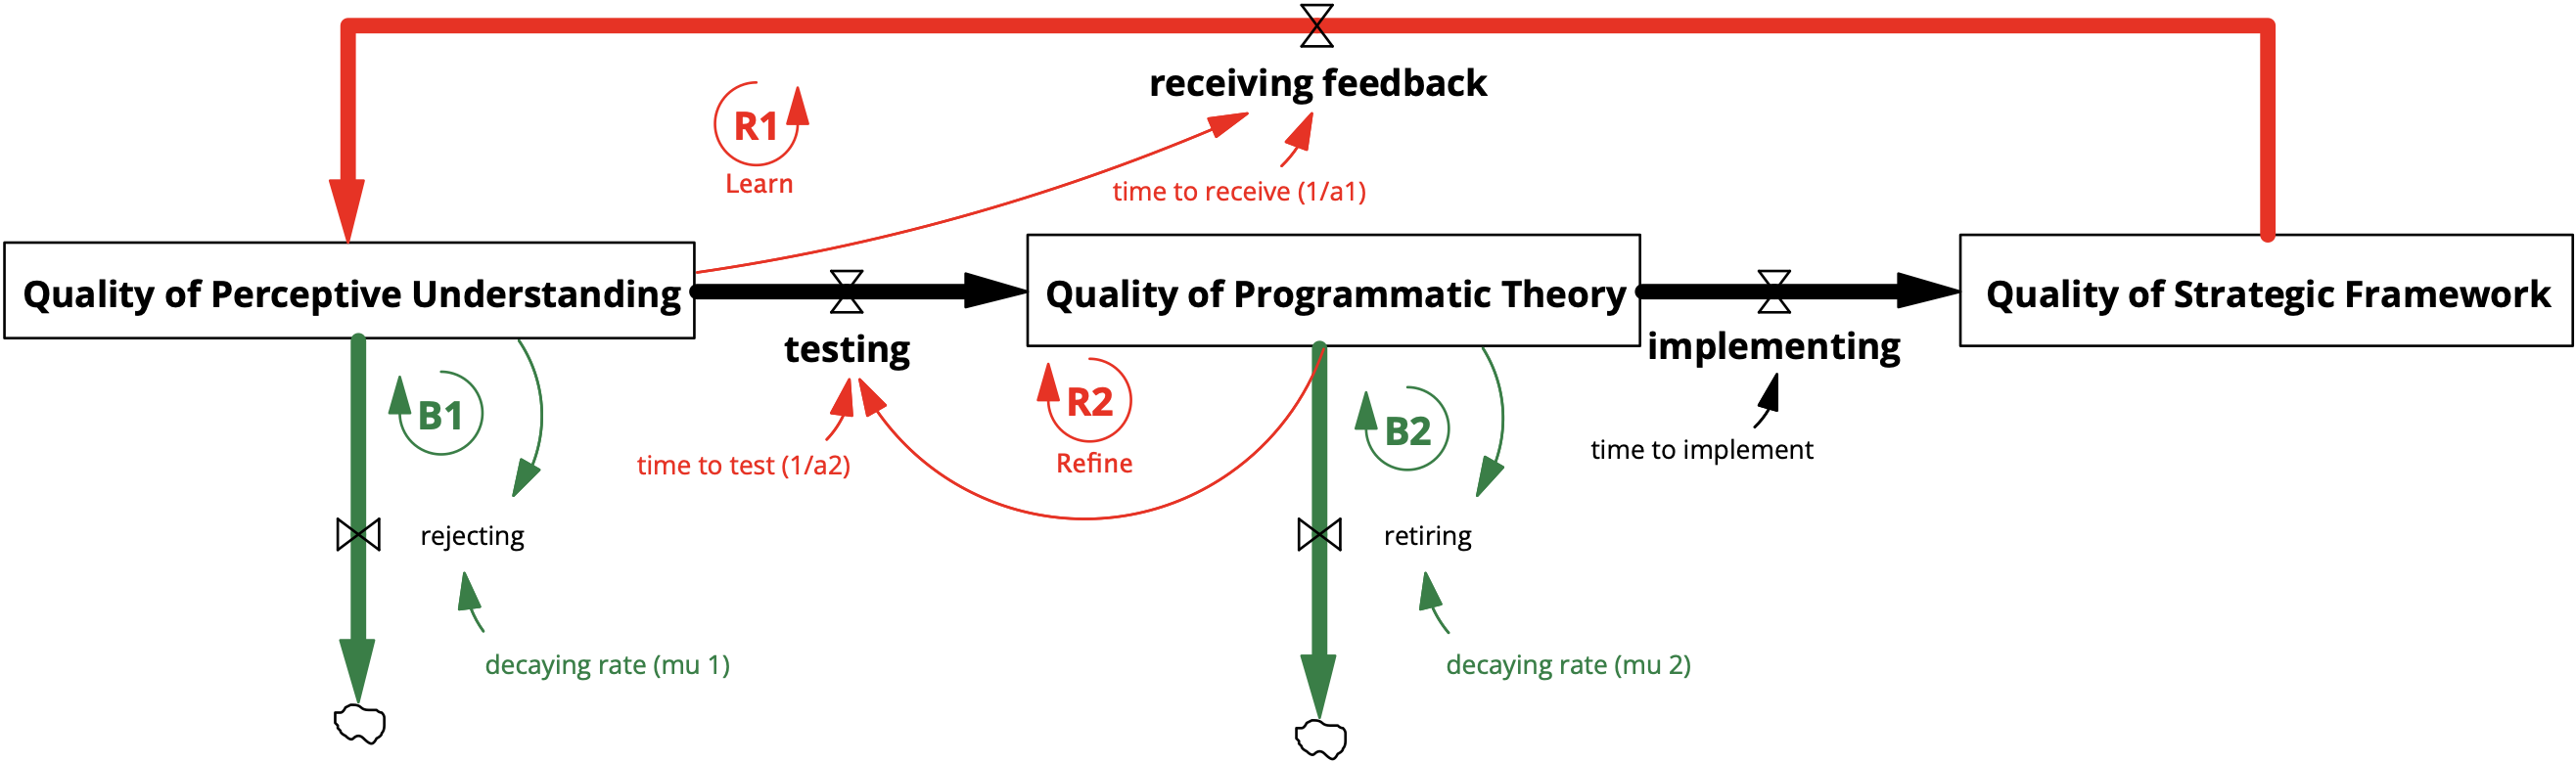 receiving feedback
R1
Learn
time to receive (1/a1)
Quality of Perceptive Understanding
Quality of Programmatic Theory
Quality of Strategic Framework
testing
implementing
B1
R2
B2
time to test (1/a2)
Refine
time to implement
rejecting
retiring
decaying rate (mu 1)
decaying rate (mu 2)